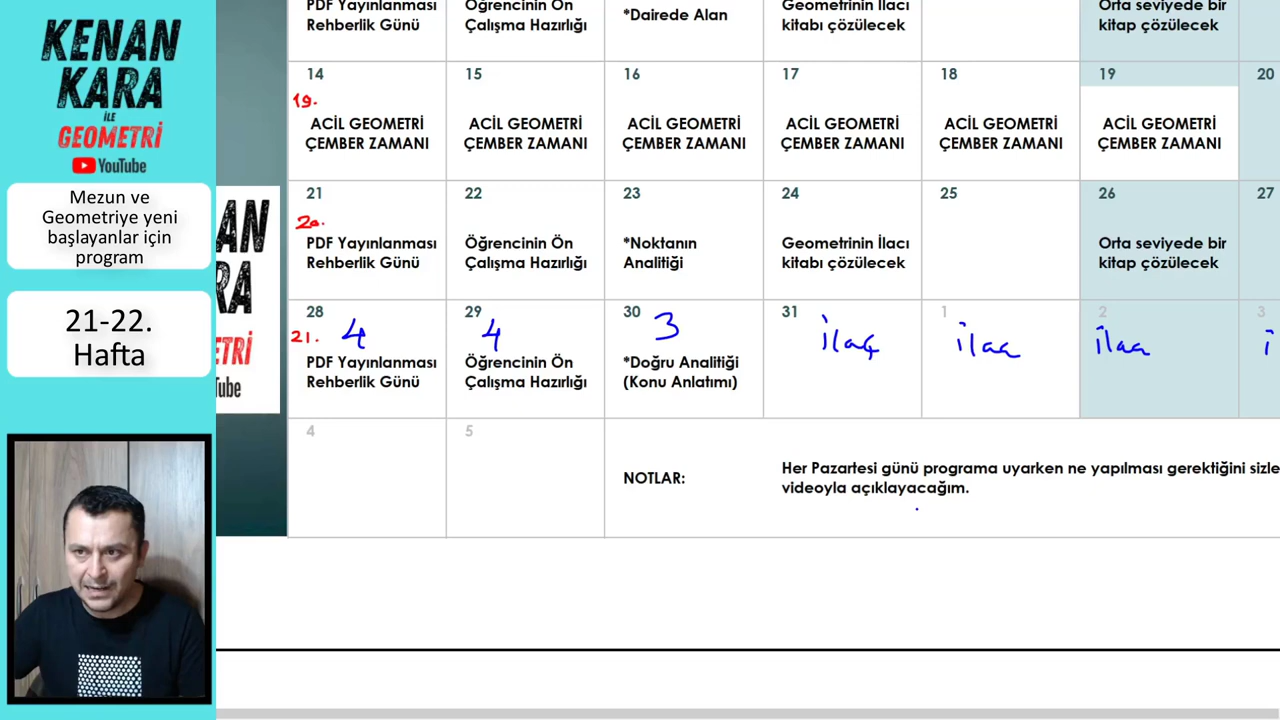 KENAN
KARA
İLE
GEOMETRİ
YouTube
Mezun ve
Geometriye yeni
başlayanlar için
program
21-22.
Hafta
PDF Yayınlanması
Rehberlik Günü
Öğrencinin Ön
Çalışma Hazırlığı
*Dairede Alan
Geometrinin İlacı
kitabı çözülecek
Orta seviyede bir
kitap çözülecek
14
15
16
17
18
19
20
19.
ACİL GEOMETRİ
ÇEMBER ZAMANI
ACİL GEOMETRİ
ÇEMBER ZAMANI
ACİL GEOMETRİ
ÇEMBER ZAMANI
ACİL GEOMETRİ
ÇEMBER ZAMANI
ACİL GEOMETRİ
ÇEMBER ZAMANI
ACİL GEOMETRİ
ÇEMBER ZAMANI
21
22
23
24
25
26
27
20.
PDF Yayınlanması
Rehberlik Günü
Öğrencinin Ön
Çalışma Hazırlığı
*Noktanın
Analitiği
Geometrinin İlacı
kitabı çözülecek
Orta seviyede bir
kitap çözülecek
28
29
30
31
1
2
3
21.
4
4
3
ilaç
ilaç
ilaç
PDF Yayınlanması
Rehberlik Günü
Öğrencinin Ön
Çalışma Hazırlığı
*Doğru Analitiği
(Konu Anlatımı)
4
5
NOTLAR:
Her Pazartesi günü programa uyarken ne yapılması gerektiğini sizle
videoyla açıklayacağım.